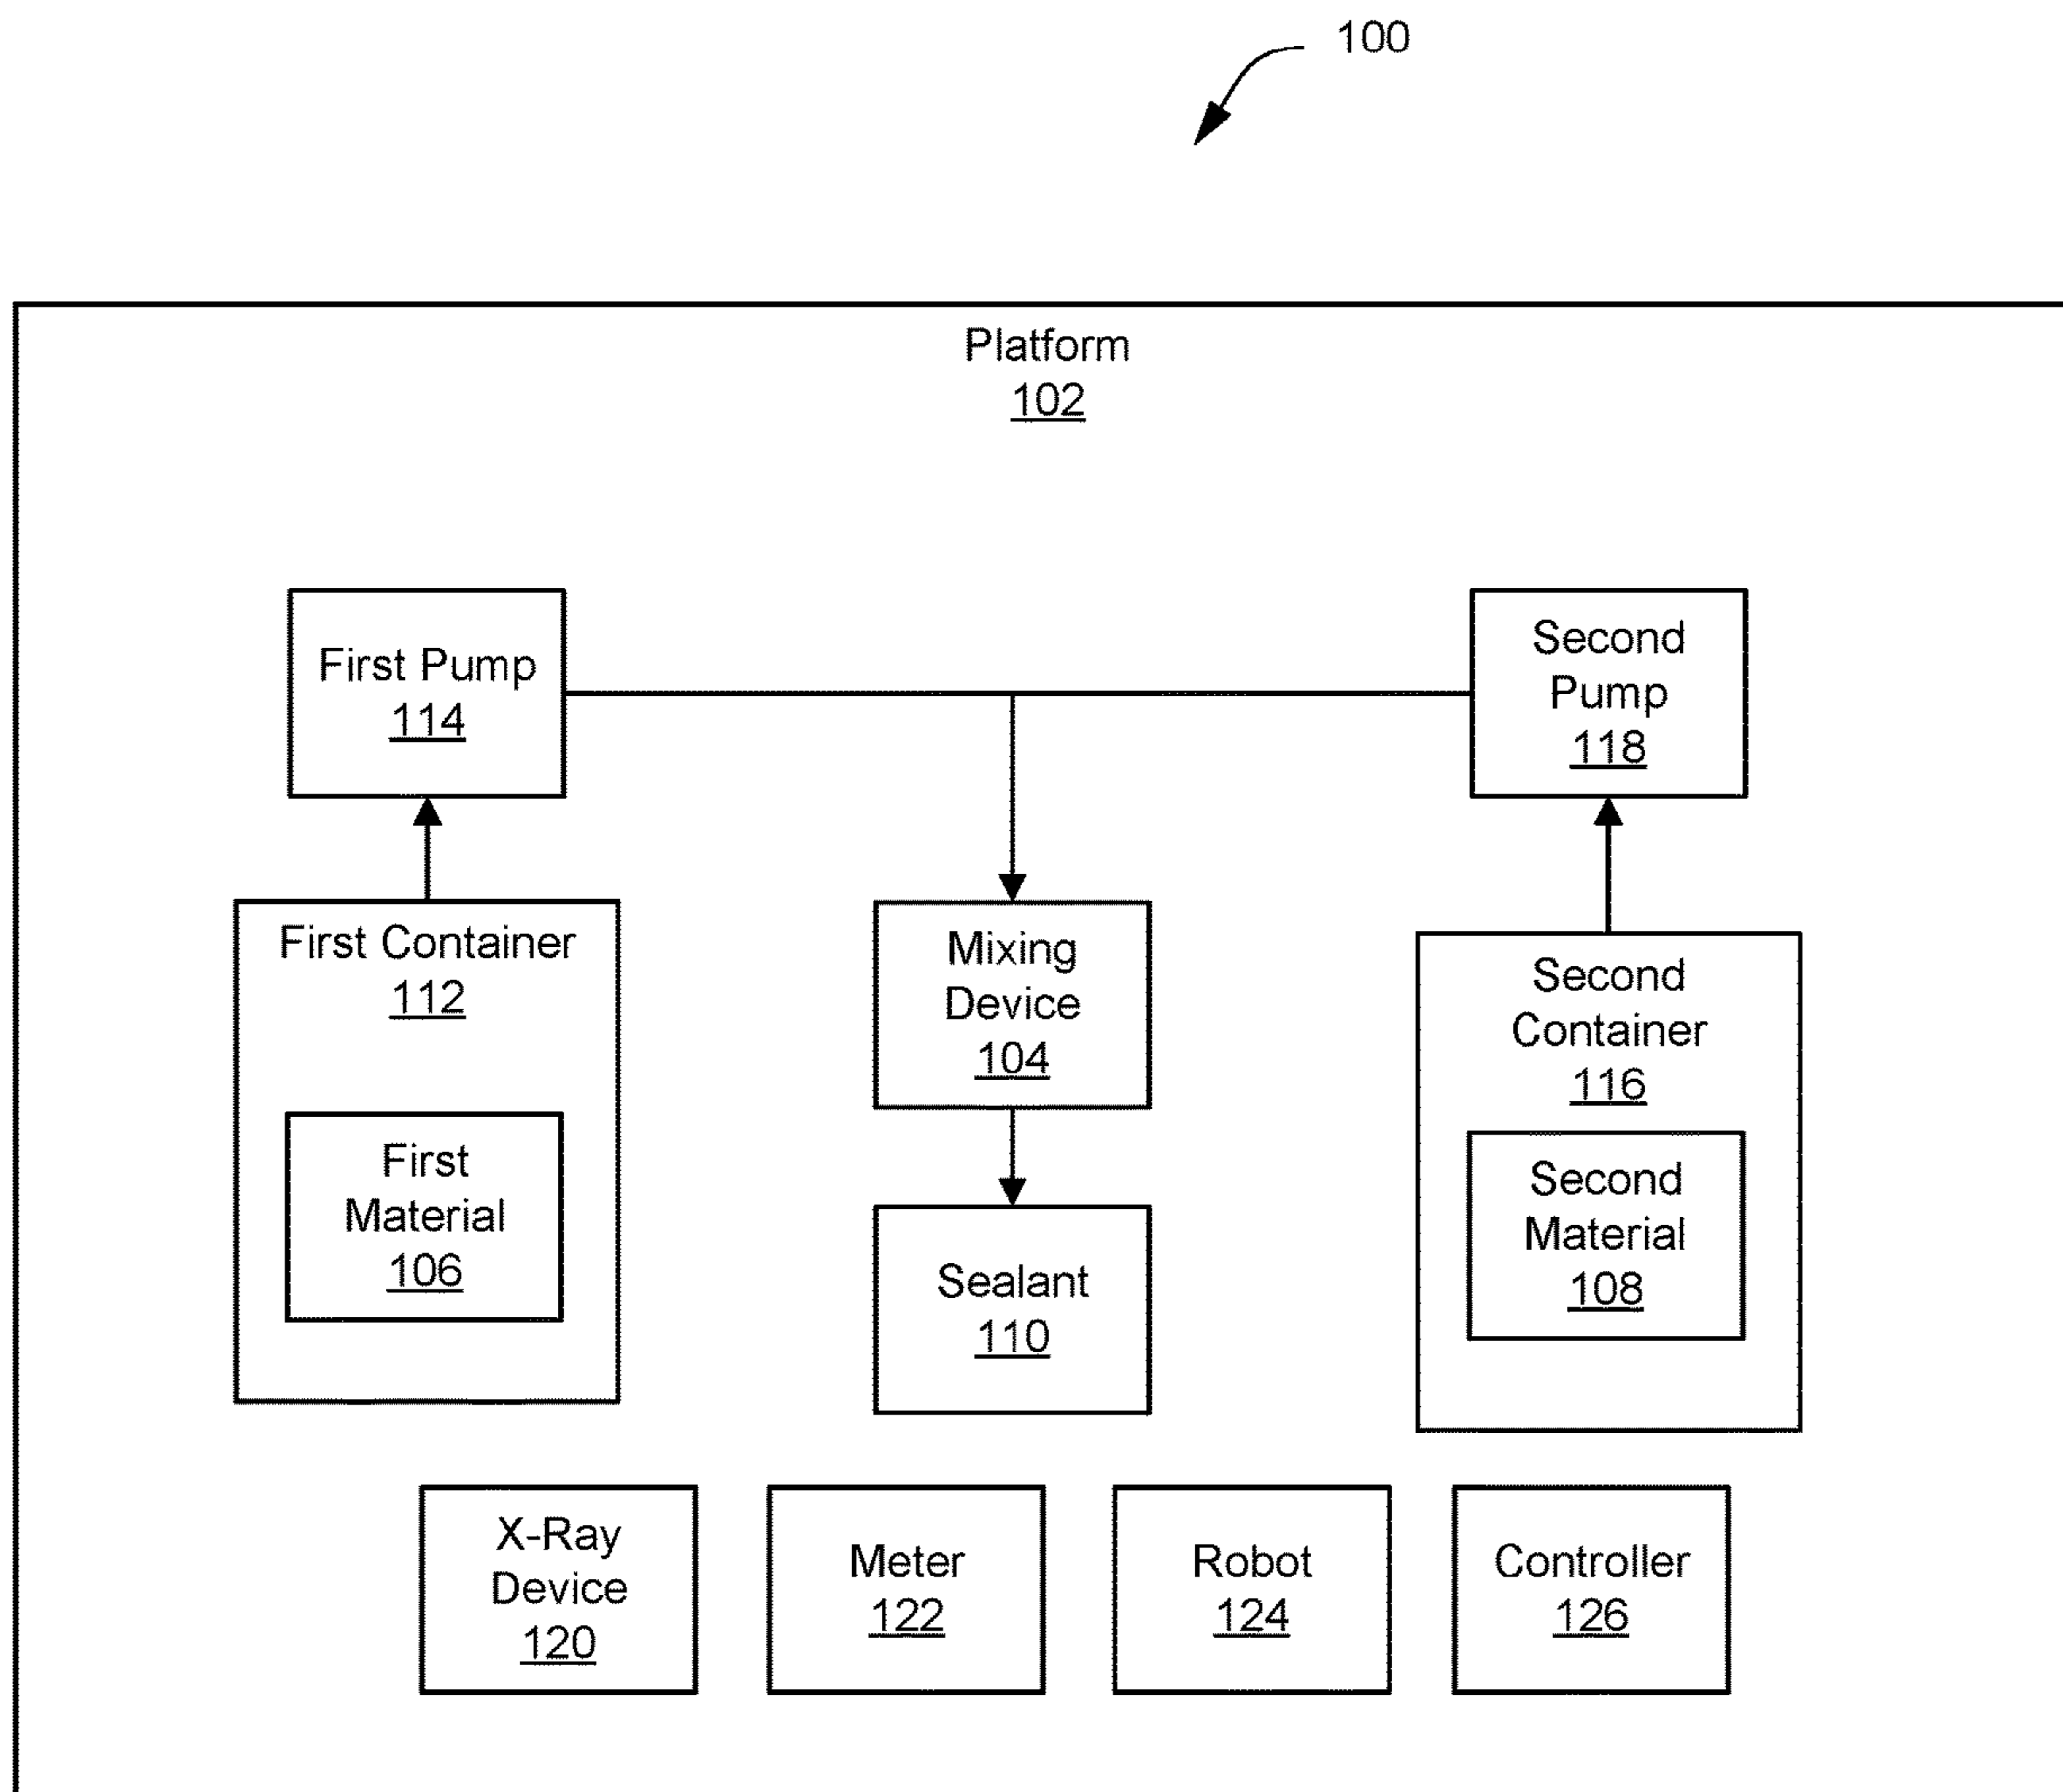 100
Platform
102
First Pump
114
Second
Pump
118
First Container
112
Mixing
Device
104
Second
Container
116
First
Material
106
Second
Material
108
Sealant
110
X-Ray
Device
120
Meter
122
Robot
124
Controller
126